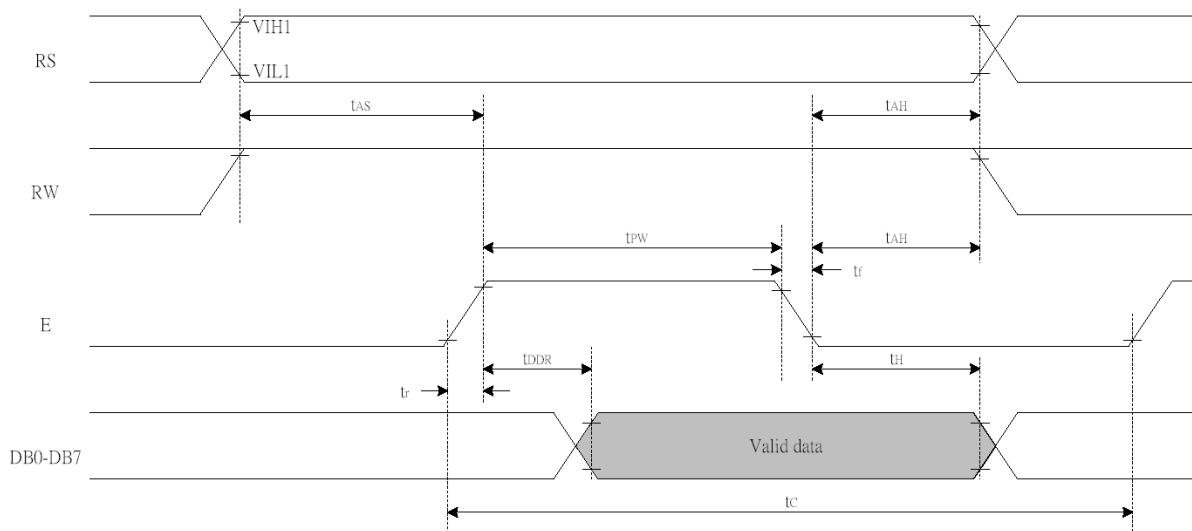 VIH1
RS
VIL1
tAS
tAH
RW
tPW
tAH
tf
E
tDDR
tH
tr
Valid data
DB0-DB7
tC